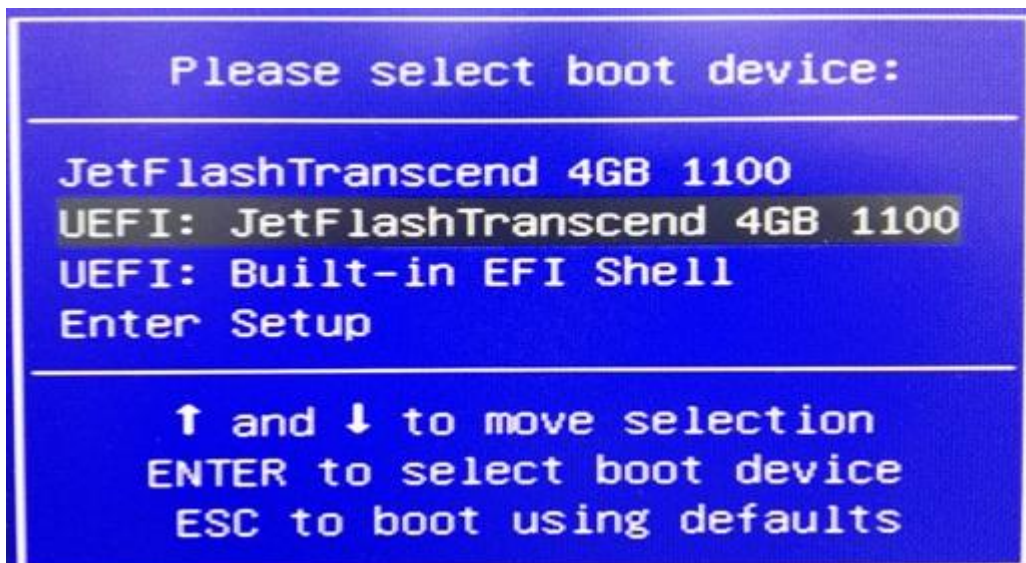 Please select boot device:
JetFlashTranscend 4GB 1100
UEFI: JetFlashTranscend 4GB 1100
UEFI: Built-in EFI Shell
Enter Setup
↑ and ↓ to move selection
ENTER to select boot device
ESC to boot using defaults